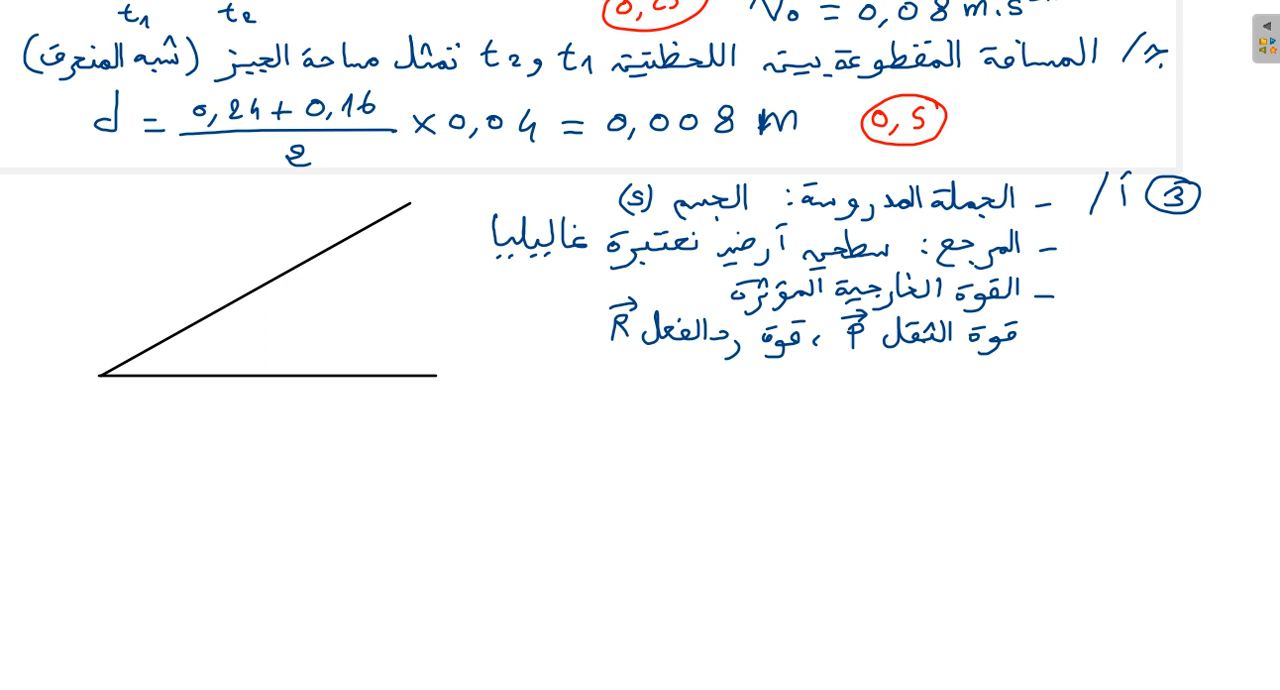 t₁ t₂ 0,25 V₀ = 0,08 m.s
ج/ المسافة المقطوعة بين اللحظتين t₁ و t₂ تمثل مساحة الحيز (شبه المنحرف)
d = (0,24 + 0,16)/2 × 0,04 = 0,008 m 0,5
③ أ/ - الجملة المدروسة: الجسم (S)
- المرجع: سطحي أرضي نعتبره غاليليا
- القوة الخارجية المؤثرة
قوة الثقل P⃗ ، قوة رد الفعل R⃗